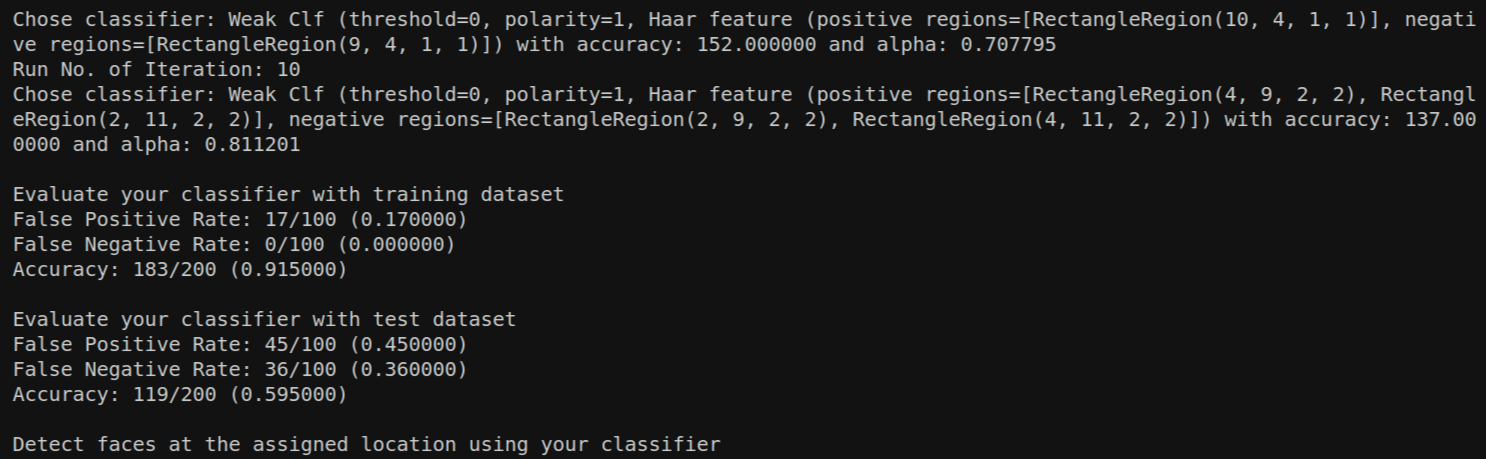 Chose classifier: Weak Clf (threshold=0, polarity=1, Haar feature (positive regions=[RectangleRegion(10, 4, 1, 1)], negati
ve regions=[RectangleRegion(9, 4, 1, 1)]) with accuracy: 152.000000 and alpha: 0.707795
Run No. of Iteration: 10
Chose classifier: Weak Clf (threshold=0, polarity=1, Haar feature (positive regions=[RectangleRegion(4, 9, 2, 2), Rectangl
eRegion(2, 11, 2, 2)], negative regions=[RectangleRegion(2, 9, 2, 2), RectangleRegion(4, 11, 2, 2)]) with accuracy: 137.00
0000 and alpha: 0.811201
Evaluate your classifier with training dataset
False Positive Rate: 17/100 (0.170000)
False Negative Rate: 0/100 (0.000000)
Accuracy: 183/200 (0.915000)
Evaluate your classifier with test dataset
False Positive Rate: 45/100 (0.450000)
False Negative Rate: 36/100 (0.360000)
Accuracy: 119/200 (0.595000)
Detect faces at the assigned location using your classifier